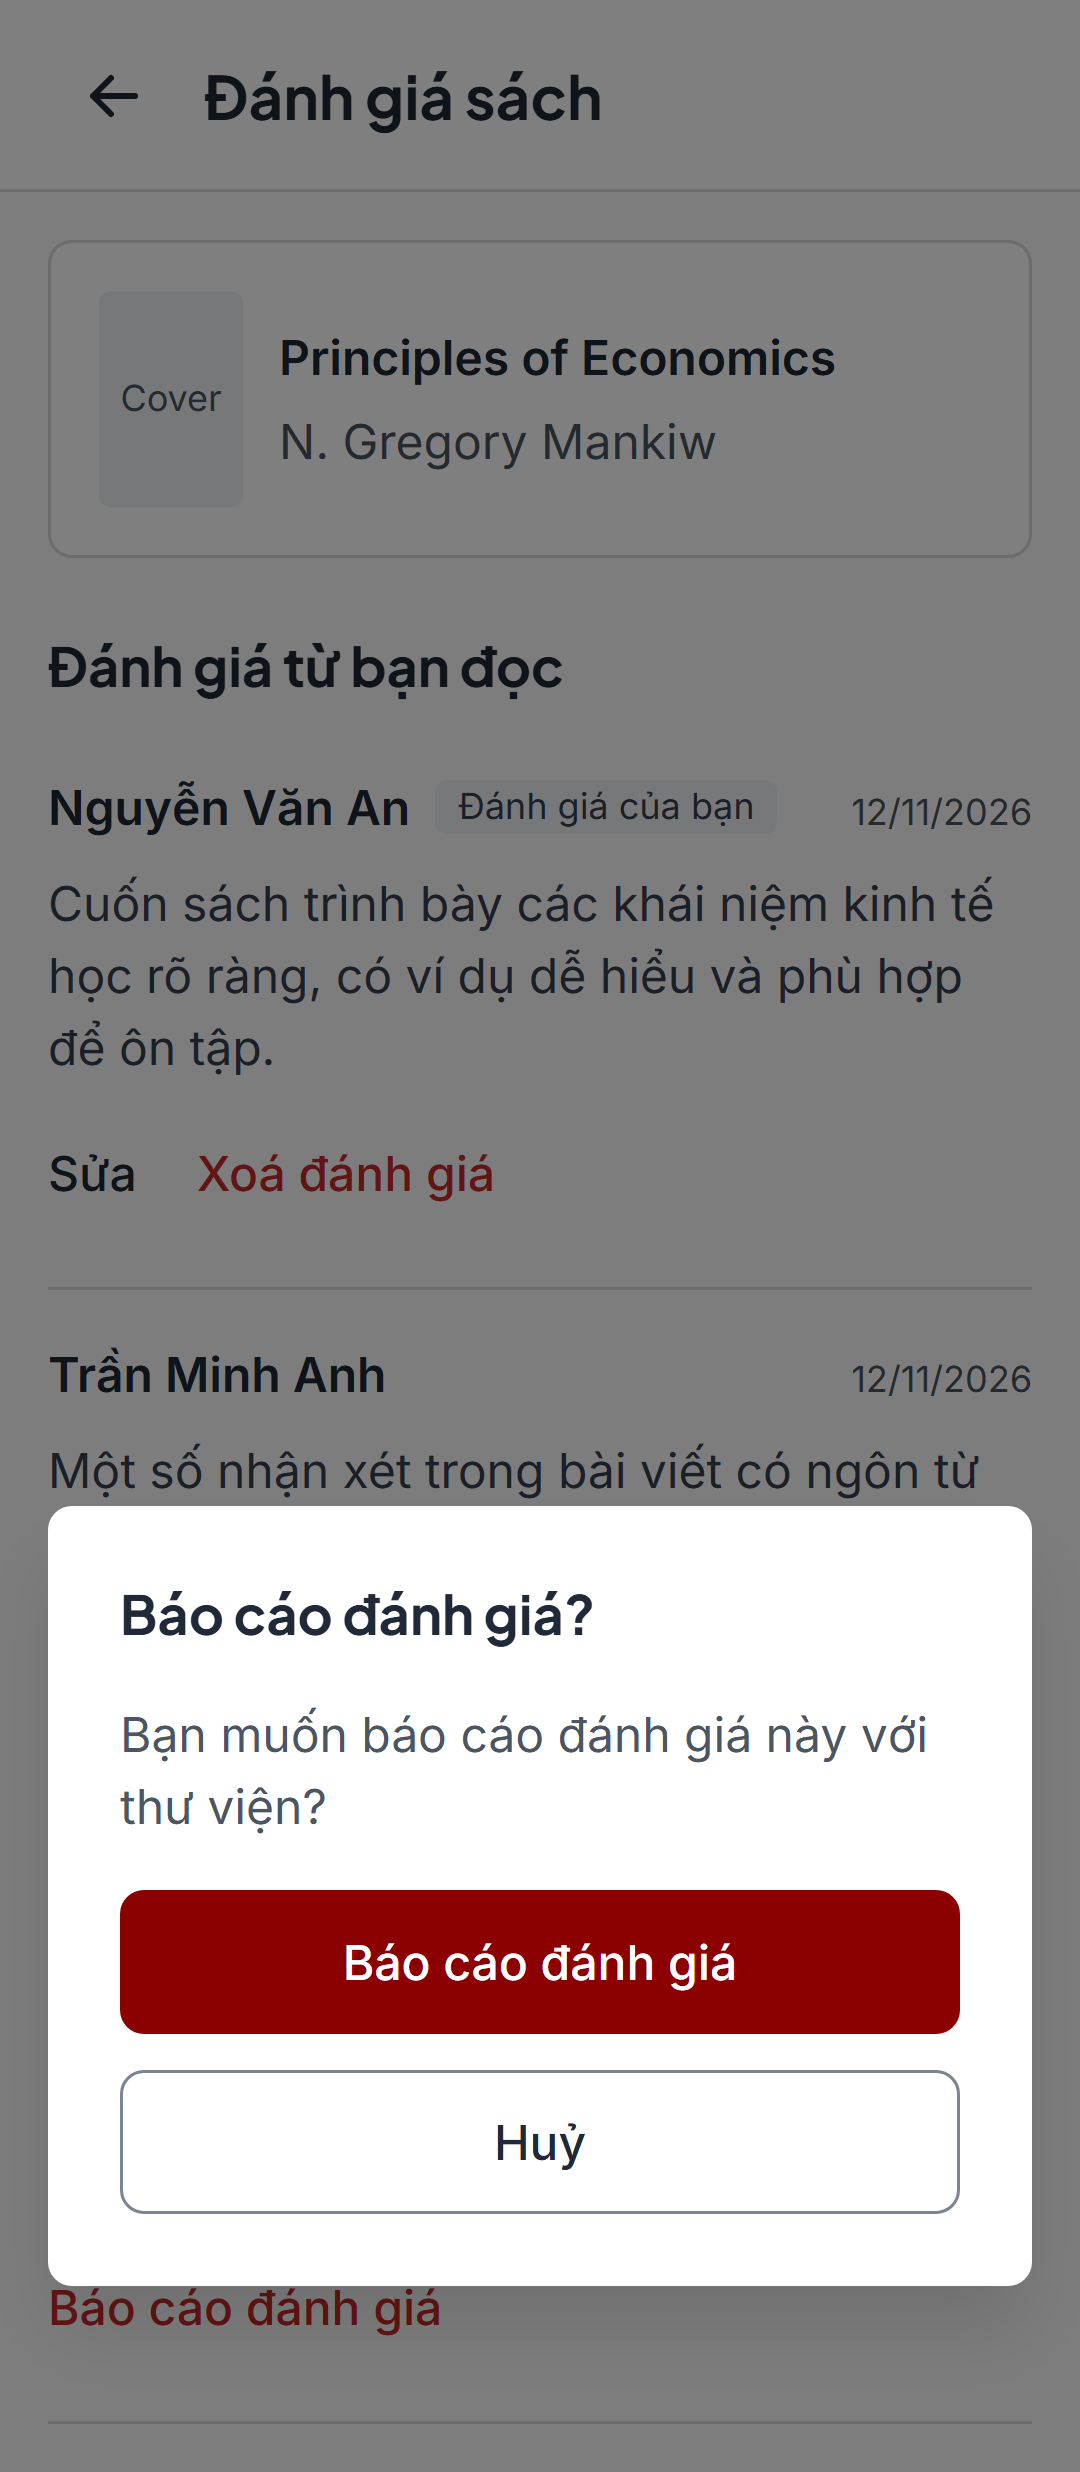 Đánh giá sách
Cover
Principles of Economics
N. Gregory Mankiw
Đánh giá từ bạn đọc
Nguyễn Văn An
Đánh giá của bạn
12/11/2026
Cuốn sách trình bày các khái niệm kinh tế
học rõ ràng, có ví dụ dễ hiểu và phù hợp
để ôn tập.
Sửa
Xoá đánh giá
Trần Minh Anh
12/11/2026
Một số nhận xét trong bài viết có ngôn từ
Báo cáo đánh giá?
Bạn muốn báo cáo đánh giá này với
thư viện?
Báo cáo đánh giá
Huỷ
Báo cáo đánh giá